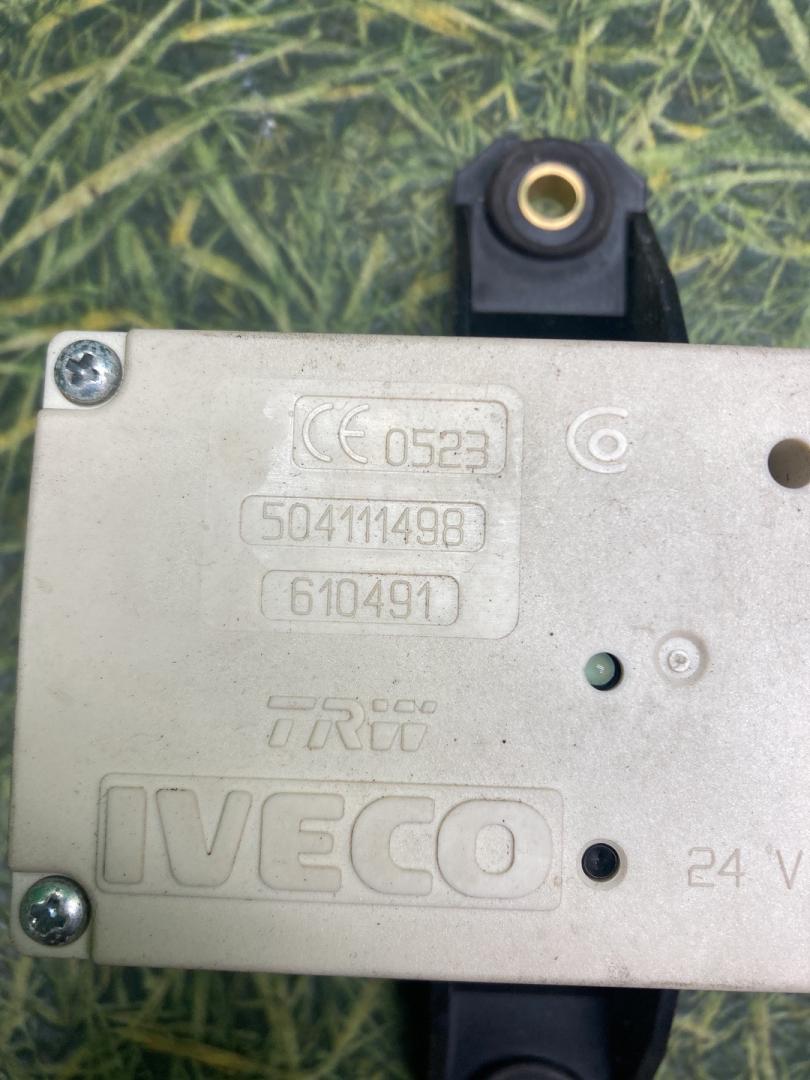 CE 0523
504111498
610491
TRW
IVECO
24 V